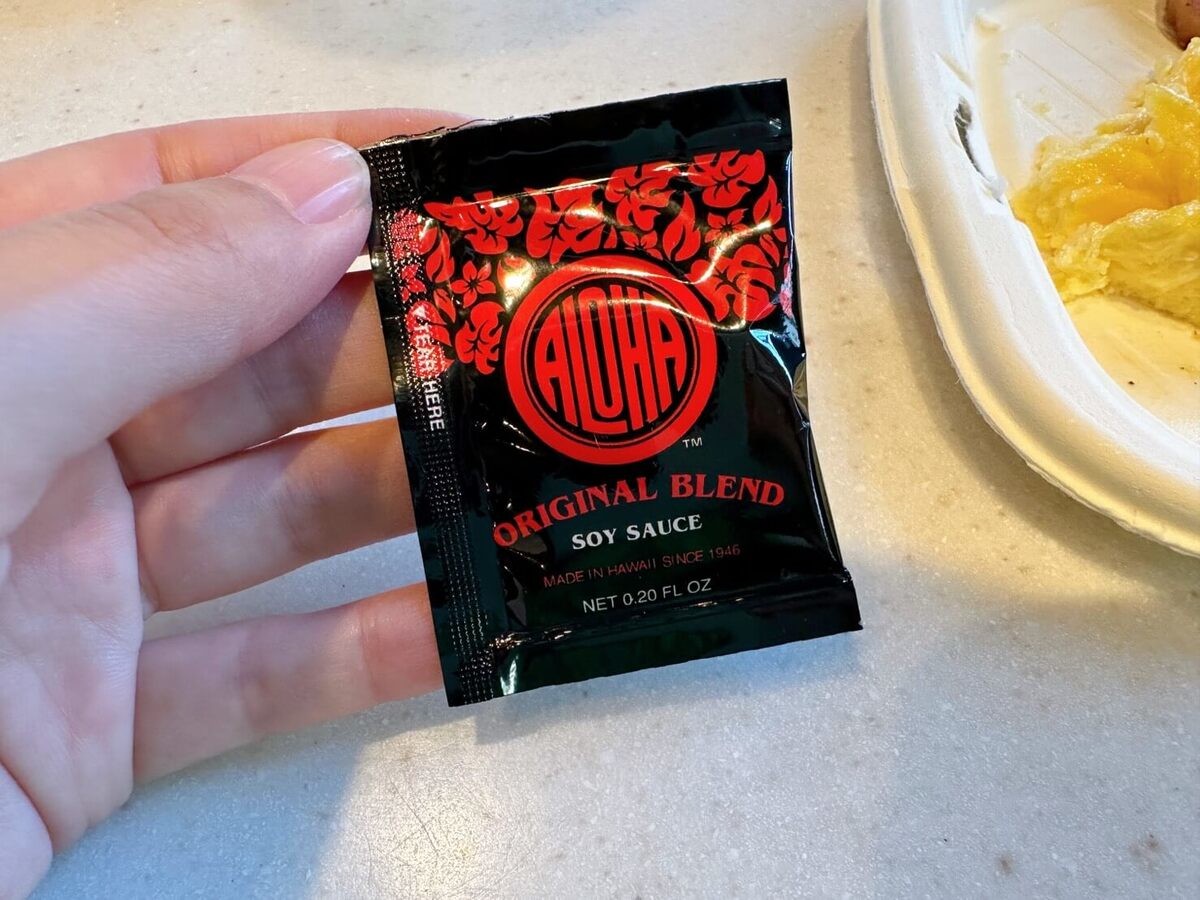 TEAR HERE
ALOHA
TM
ORIGINAL BLEND
SOY SAUCE
MADE IN HAWAII SINCE 1946
NET 0.20 FL OZ